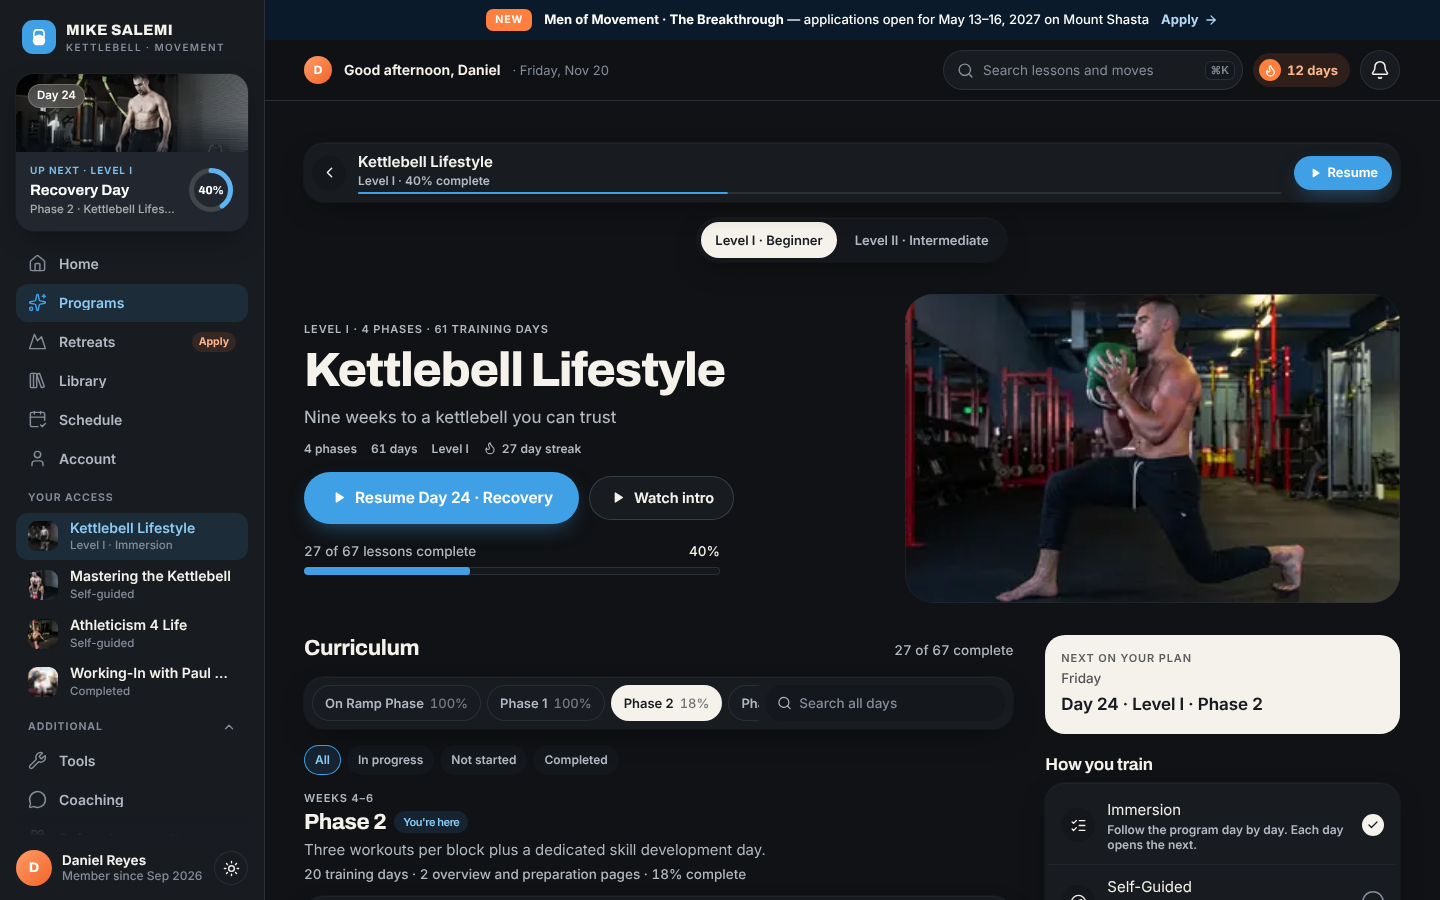 MIKE SALEMI
KETTLEBELL · MOVEMENT
Day 24
UP NEXT · LEVEL I
Recovery Day
Phase 2 · Kettlebell Lifes...
40%
Home
Programs
Retreats
Apply
Library
Schedule
Account
YOUR ACCESS
Kettlebell Lifestyle
Level I · Immersion
Mastering the Kettlebell
Self-guided
Athleticism 4 Life
Self-guided
Working-In with Paul ...
Completed
ADDITIONAL
Tools
Coaching
D
Daniel Reyes
Member since Sep 2026
NEW Men of Movement · The Breakthrough — applications open for May 13–16, 2027 on Mount Shasta Apply →
D
Good afternoon, Daniel · Friday, Nov 20
Search lessons and moves ⌘K
12 days
Kettlebell Lifestyle
Level I · 40% complete
Resume
Level I · Beginner
Level II · Intermediate
LEVEL I · 4 PHASES · 61 TRAINING DAYS
Kettlebell Lifestyle
Nine weeks to a kettlebell you can trust
4 phases 61 days Level I 27 day streak
Resume Day 24 · Recovery
Watch intro
27 of 67 lessons complete 40%
Curriculum
27 of 67 complete
On Ramp Phase 100%
Phase 1 100%
Phase 2 18%
Pha
Search all days
All
In progress
Not started
Completed
WEEKS 4–6
Phase 2 You're here
Three workouts per block plus a dedicated skill development day.
20 training days · 2 overview and preparation pages · 18% complete
NEXT ON YOUR PLAN
Friday
Day 24 · Level I · Phase 2
How you train
Immersion
Follow the program day by day. Each day
opens the next.
Self-Guided